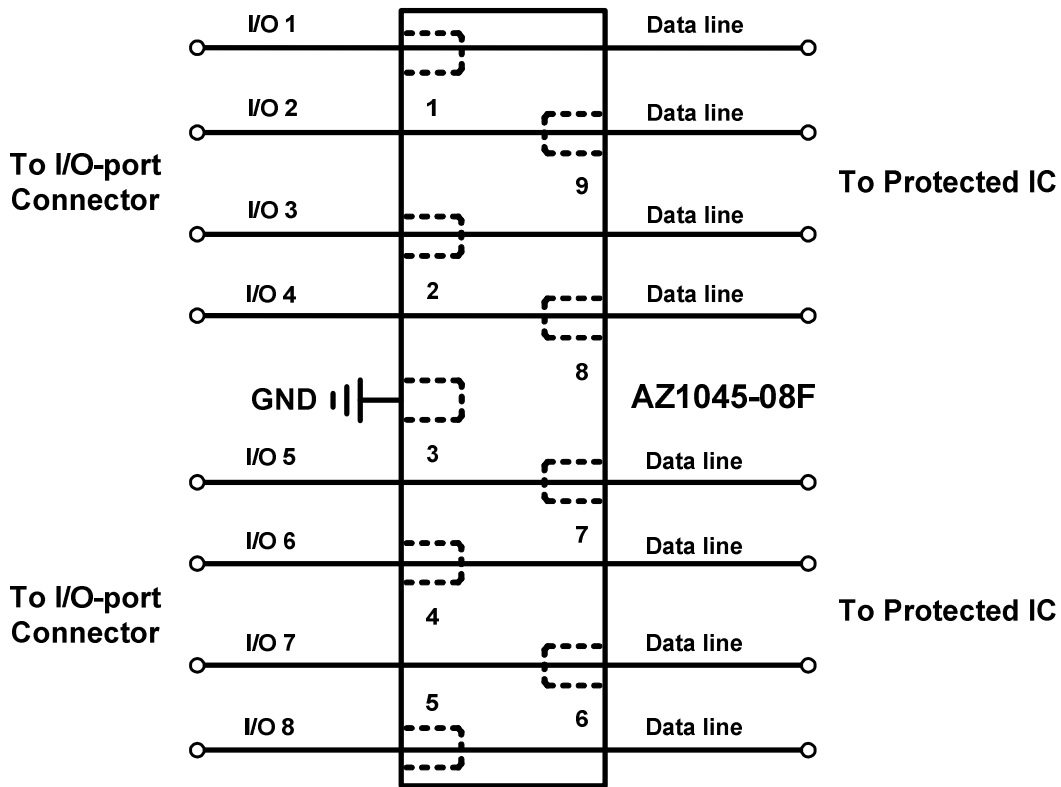 I/O 1 Data line
1
I/O 2 Data line
9
To I/O-port
Connector
To Protected IC
I/O 3 Data line
2
I/O 4 Data line
8
GND
AZ1045-08F
3
I/O 5 Data line
7
I/O 6 Data line
4
To I/O-port
Connector
To Protected IC
I/O 7 Data line
5
6
I/O 8 Data line